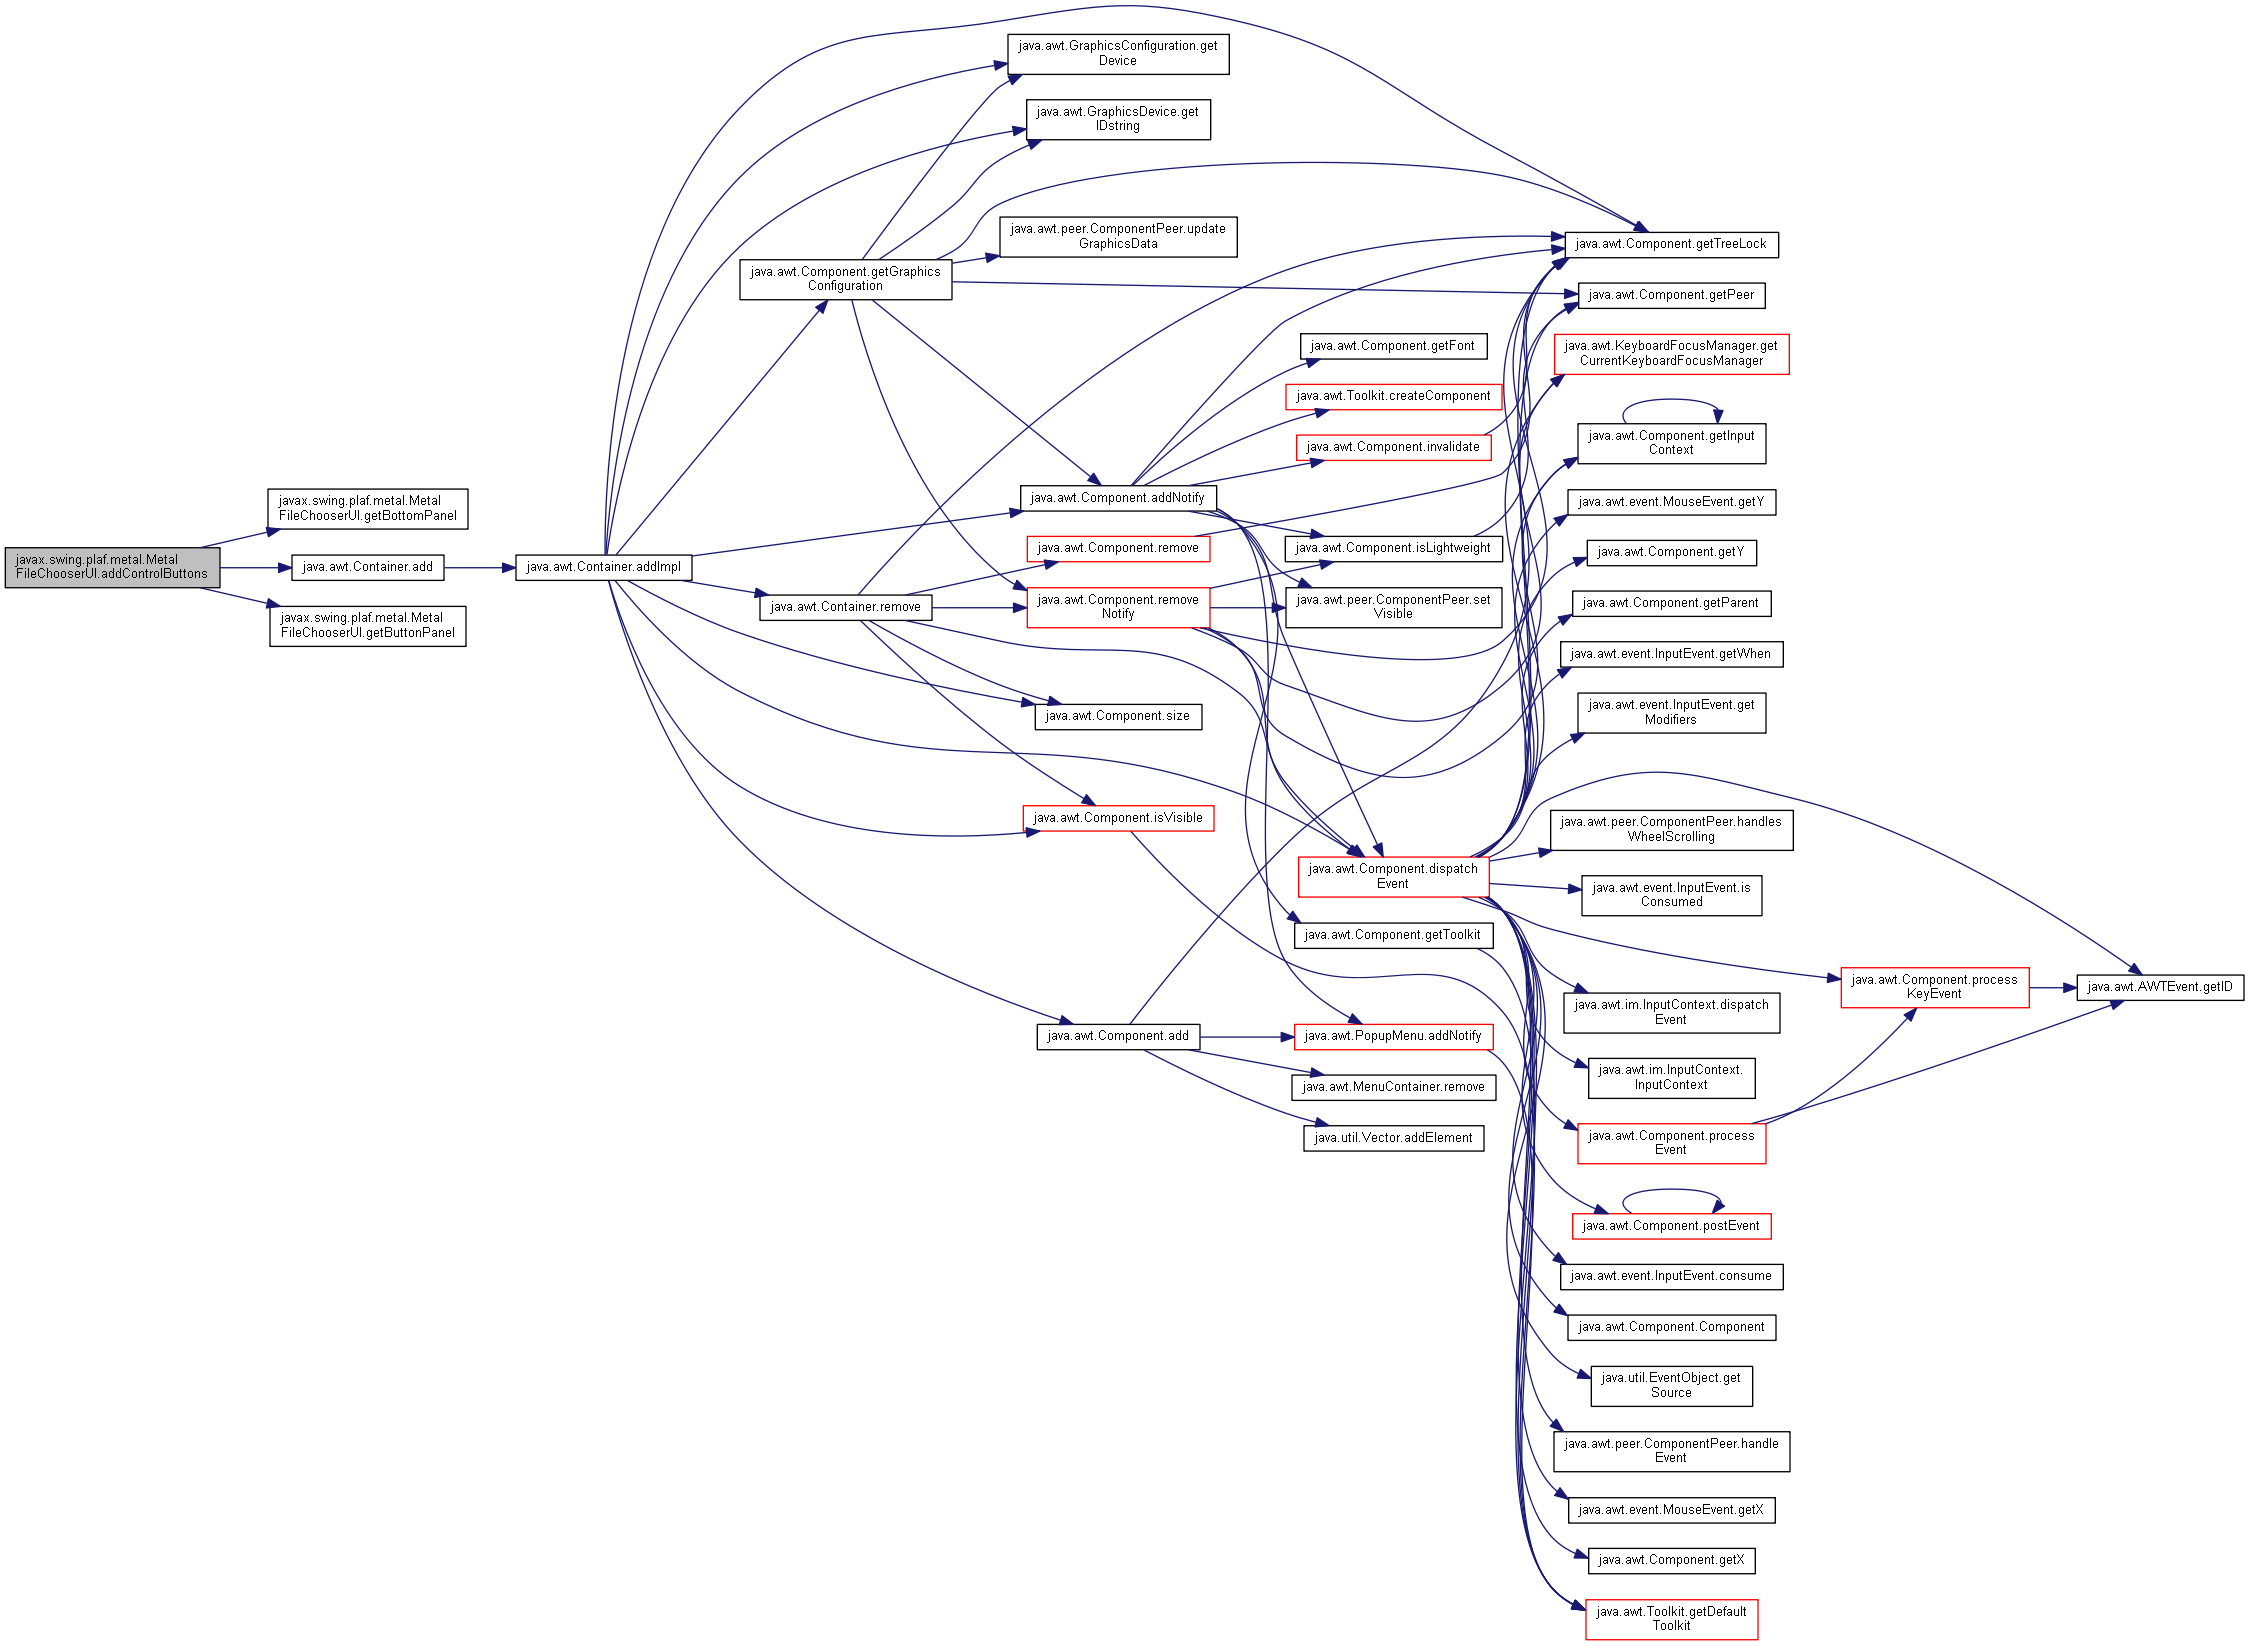 javax.swing.plaf.metal.Metal
FileChooserUI.addControlButtons
javax.swing.plaf.metal.Metal
FileChooserUI.getBottomPanel
java.awt.Container.add
javax.swing.plaf.metal.Metal
FileChooserUI.getButtonPanel
java.awt.Container.addImpl
java.awt.Component.getGraphics
Configuration
java.awt.Container.remove
java.awt.GraphicsConfiguration.get
Device
java.awt.GraphicsDevice.get
IDstring
java.awt.peer.ComponentPeer.update
GraphicsData
java.awt.Component.addNotify
java.awt.Component.remove
java.awt.Component.remove
Notify
java.awt.Component.size
java.awt.Component.isVisible
java.awt.Component.add
java.awt.Component.getFont
java.awt.Toolkit.createComponent
java.awt.Component.invalidate
java.awt.Component.isLightweight
java.awt.peer.ComponentPeer.set
Visible
java.awt.Component.dispatch
Event
java.awt.Component.getToolkit
java.awt.PopupMenu.addNotify
java.awt.MenuContainer.remove
java.util.Vector.addElement
java.awt.Component.getTreeLock
java.awt.Component.getPeer
java.awt.KeyboardFocusManager.get
CurrentKeyboardFocusManager
java.awt.Component.getInput
Context
java.awt.event.MouseEvent.getY
java.awt.Component.getY
java.awt.Component.getParent
java.awt.event.InputEvent.getWhen
java.awt.event.InputEvent.get
Modifiers
java.awt.peer.ComponentPeer.handles
WheelScrolling
java.awt.event.InputEvent.is
Consumed
java.awt.im.InputContext.dispatch
Event
java.awt.im.InputContext.
InputContext
java.awt.Component.process
Event
java.awt.Component.postEvent
java.awt.event.InputEvent.consume
java.awt.Component.Component
java.util.EventObject.get
Source
java.awt.peer.ComponentPeer.handle
Event
java.awt.event.MouseEvent.getX
java.awt.Component.getX
java.awt.Toolkit.getDefault
Toolkit
java.awt.Component.process
KeyEvent
java.awt.AWTEvent.getID